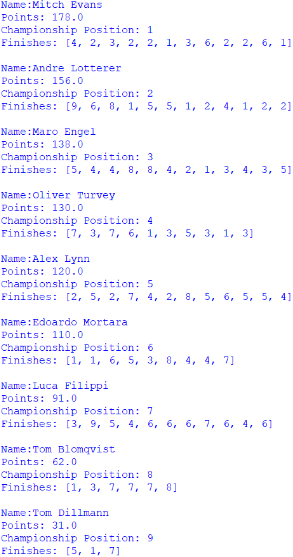 Name:Mitch Evans
Points: 178.0
Championship Position: 1
Finishes: [4, 2, 3, 2, 2, 1, 3, 6, 2, 2, 6, 1]
Name:Andre Lotterer
Points: 156.0
Championship Position: 2
Finishes: [9, 6, 8, 1, 5, 5, 1, 2, 4, 1, 2, 2]
Name:Maro Engel
Points: 138.0
Championship Position: 3
Finishes: [5, 4, 4, 8, 8, 4, 2, 1, 3, 4, 3, 5]
Name:Oliver Turvey
Points: 130.0
Championship Position: 4
Finishes: [7, 3, 7, 6, 1, 3, 5, 3, 1, 3]
Name:Alex Lynn
Points: 120.0
Championship Position: 5
Finishes: [2, 5, 2, 7, 4, 2, 8, 5, 6, 5, 5, 4]
Name:Edoardo Mortara
Points: 110.0
Championship Position: 6
Finishes: [1, 1, 6, 5, 3, 8, 4, 4, 7]
Name:Luca Filippi
Points: 91.0
Championship Position: 7
Finishes: [3, 9, 5, 4, 6, 6, 6, 7, 6, 4, 6]
Name:Tom Blomqvist
Points: 62.0
Championship Position: 8
Finishes: [1, 3, 7, 7, 7, 8]
Name:Tom Dillmann
Points: 31.0
Championship Position: 9
Finishes: [5, 1, 7]